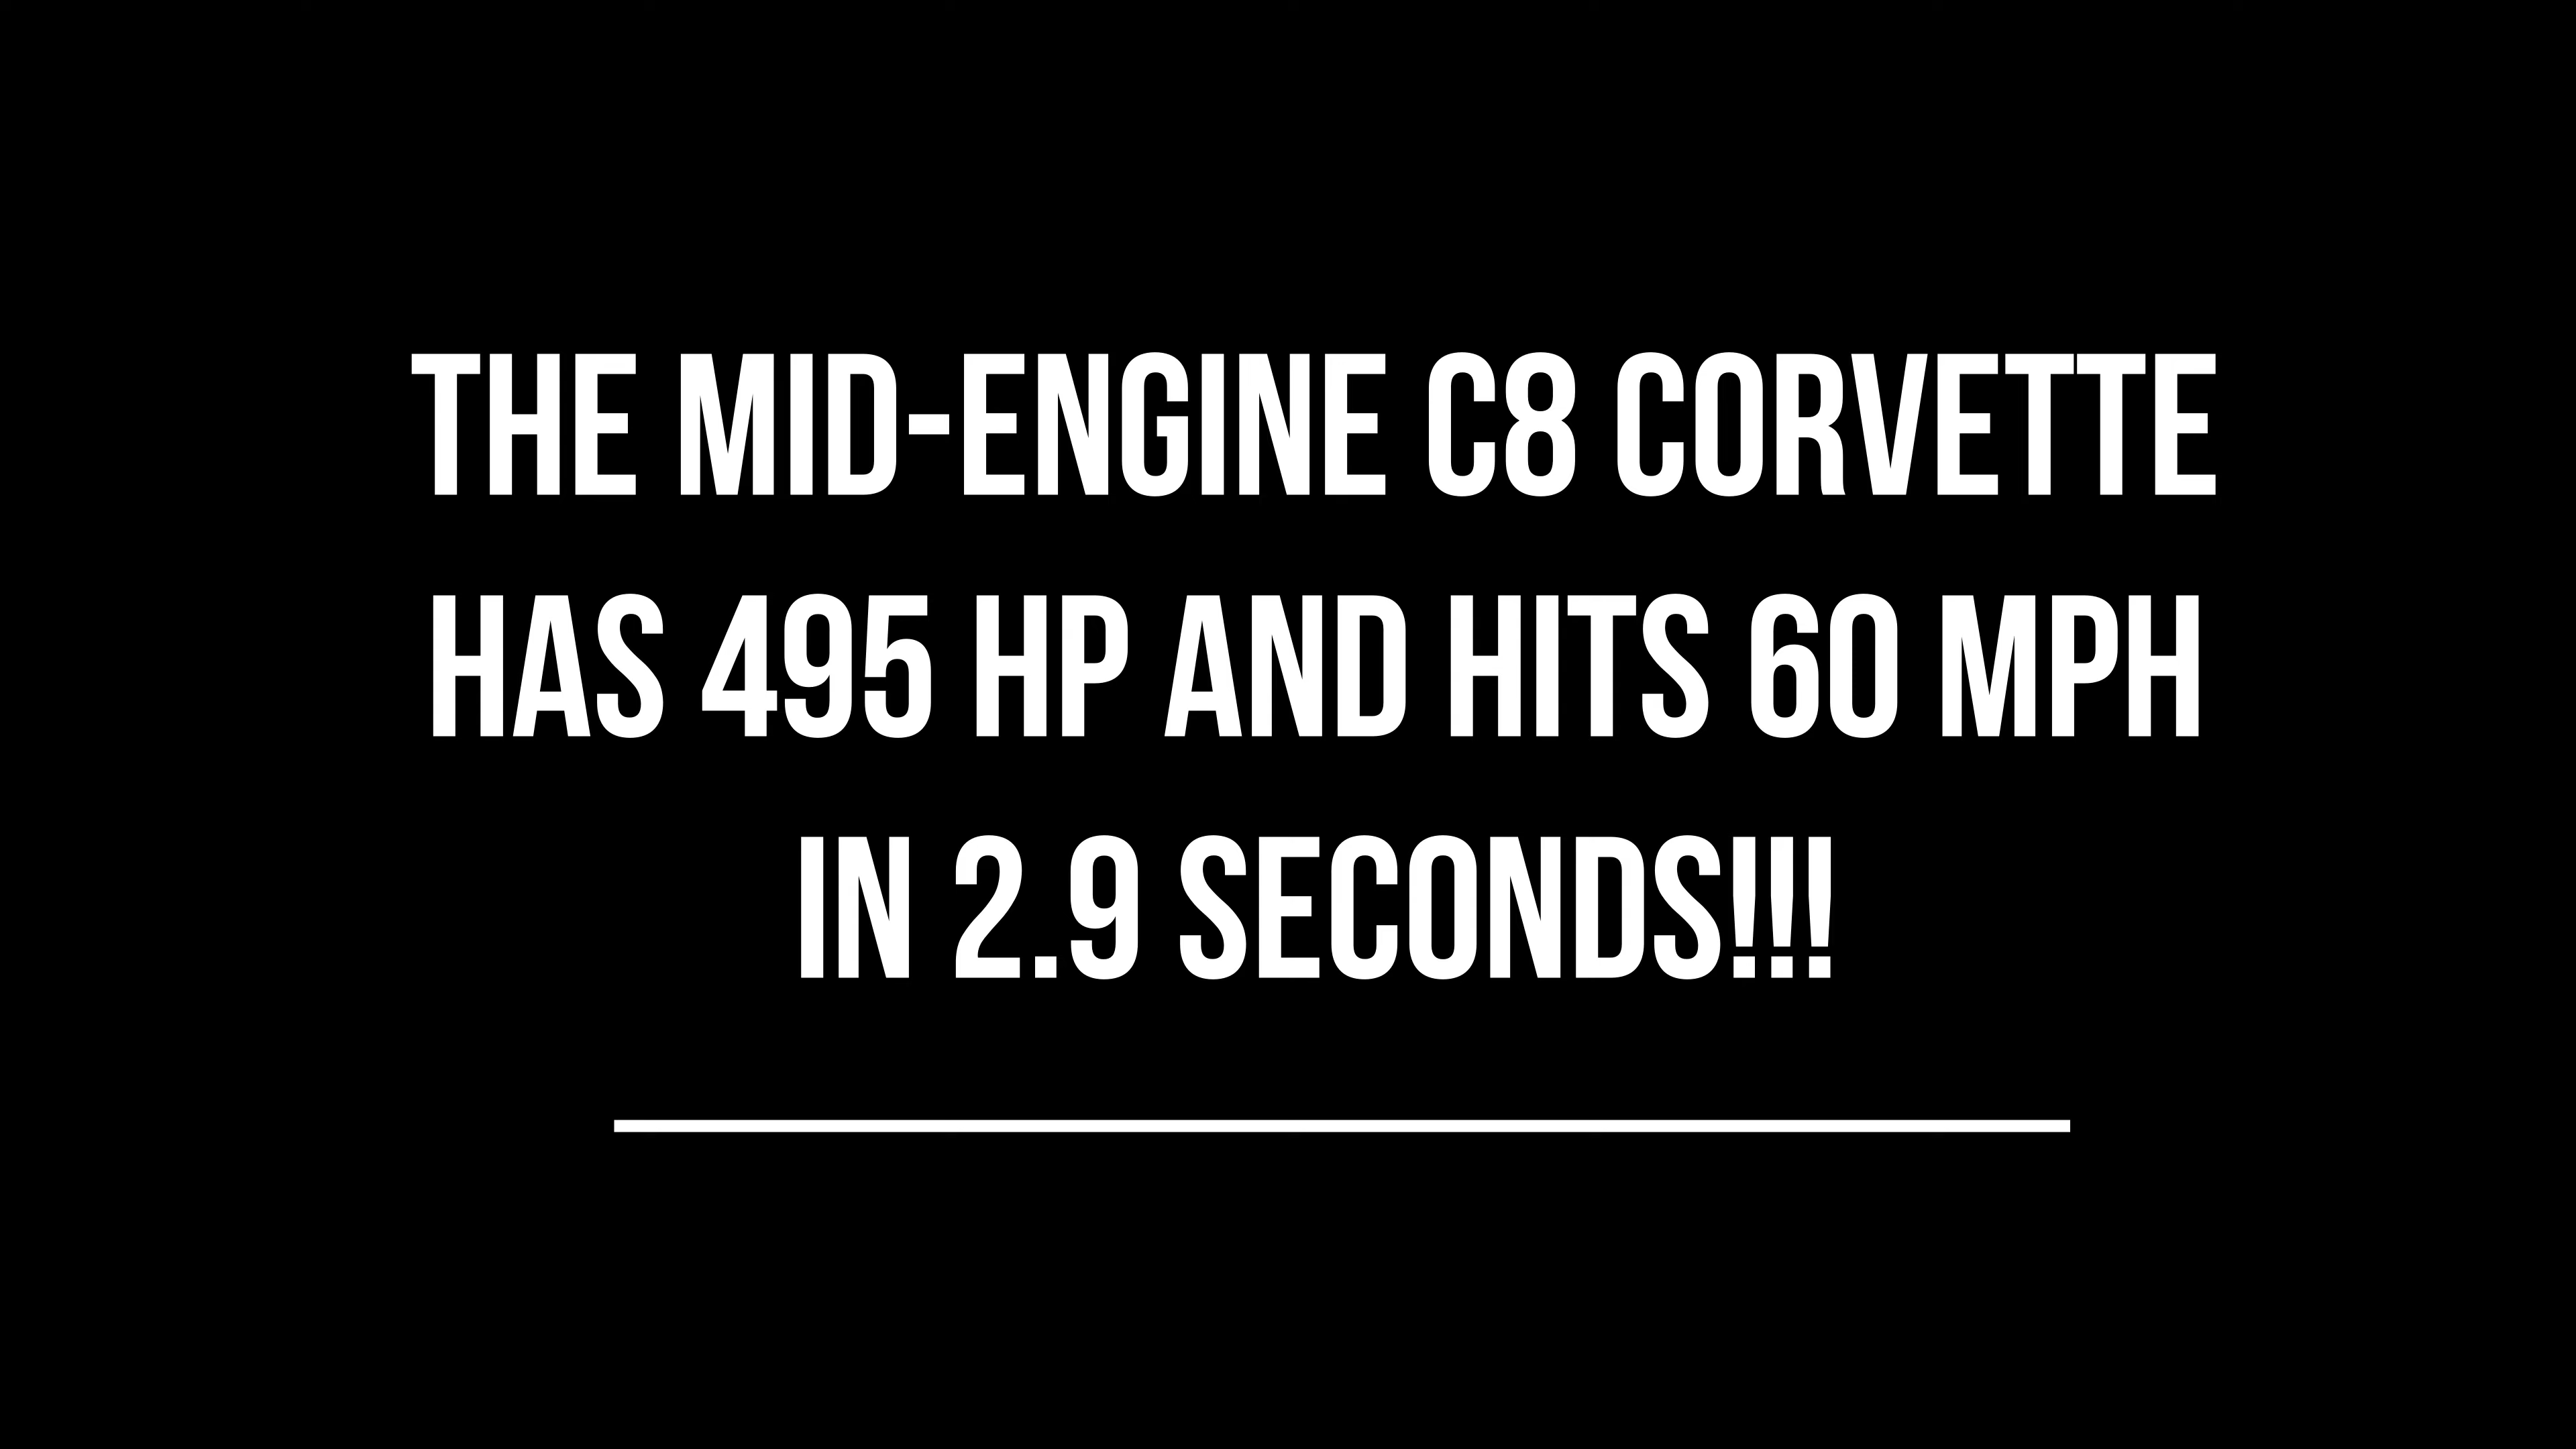 THE MID-ENGINE C8 CORVETTE
HAS 495 HP AND HITS 60 MPH
IN 2.9 SECONDS!!!